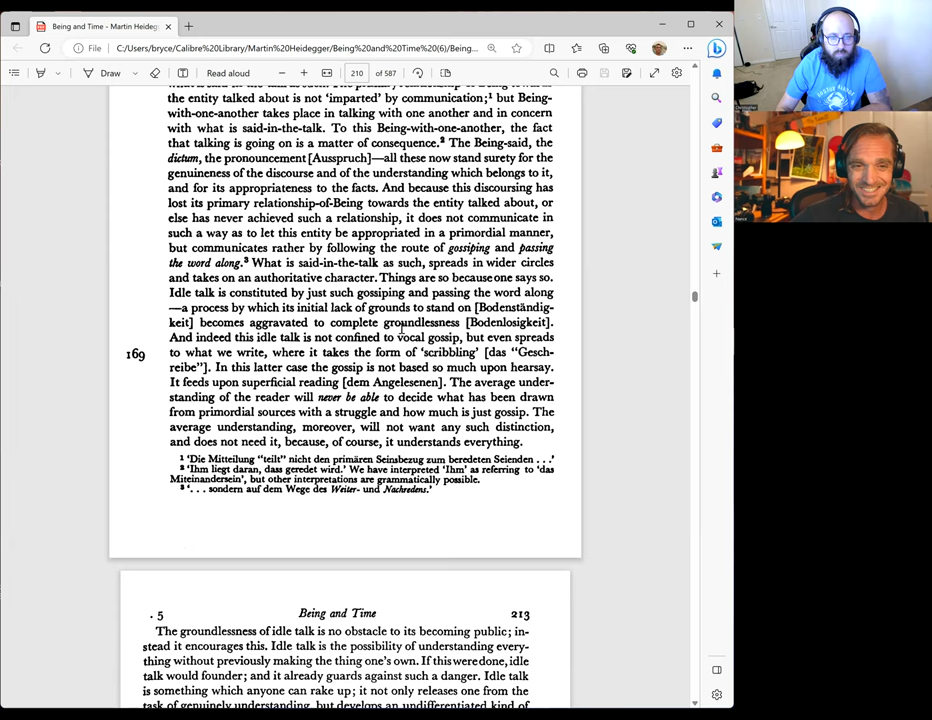 Being and Time - Martin Heideg
File
C:/Users/bryce/Calibre%20Library/Martin%20Heidegger/Being%20and%20Time%20(6)/Being...
Draw
Read aloud
210 of 587
the entity talked about is not ‘imparted’ by communication;¹ but Being-
with-one-another takes place in talking with one another and in concern
with what is said-in-the-talk. To this Being-with-one-another, the fact
that talking is going on is a matter of consequence.² The Being-said, the
dictum, the pronouncement [Ausspruch]—all these now stand surety for the
genuineness of the discourse and of the understanding which belongs to it,
and for its appropriateness to the facts. And because this discoursing has
lost its primary relationship-of-Being towards the entity talked about, or
else has never achieved such a relationship, it does not communicate in
such a way as to let this entity be appropriated in a primordial manner,
but communicates rather by following the route of gossiping and passing
the word along.³ What is said-in-the-talk as such, spreads in wider circles
and takes on an authoritative character. Things are so because one says so.
Idle talk is constituted by just such gossiping and passing the word along
—a process by which its initial lack of grounds to stand on [Bodenständig-
keit] becomes aggravated to complete groundlessness [Bodenlosigkeit].
And indeed this idle talk is not confined to vocal gossip, but even spreads
to what we write, where it takes the form of ‘scribbling’ [das “Gesch-
169
reibe”]. In this latter case the gossip is not based so much upon hearsay.
It feeds upon superficial reading [dem Angelesenen]. The average under-
standing of the reader will never be able to decide what has been drawn
from primordial sources with a struggle and how much is just gossip. The
average understanding, moreover, will not want any such distinction,
and does not need it, because, of course, it understands everything.
¹ ‘Die Mitteilung “teilt” nicht den primären Seinsbezug zum beredeten Seienden . . .’
² ‘Ihm liegt daran, dass geredet wird.’ We have interpreted ‘Ihm’ as referring to ‘das
Miteinandersein’, but other interpretations are grammatically possible.
³ ‘. . . sondern auf dem Wege des Weiter- und Nachredens.’
. 5 Being and Time 213
The groundlessness of idle talk is no obstacle to its becoming public; in-
stead it encourages this. Idle talk is the possibility of understanding every-
thing without previously making the thing one's own. If this were done, idle
talk would founder; and it already guards against such a danger. Idle talk
is something which anyone can rake up; it not only releases one from the
task of genuinely understanding, but develops an undifferentiated kind of